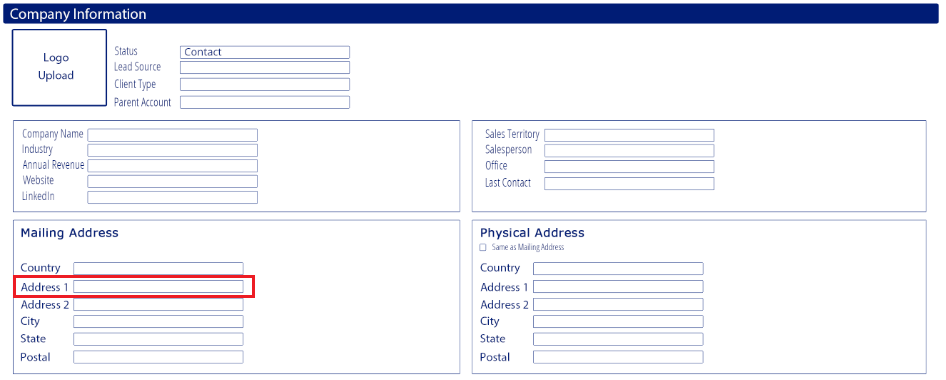 Company Information
Logo
Upload
Status Contact
Lead Source
Client Type
Parent Account
Company Name
Industry
Annual Revenue
Website
LinkedIn
Sales Territory
Salesperson
Office
Last Contact
Mailing Address
Country
Address 1
Address 2
City
State
Postal
Physical Address
Same as Mailing Address
Country
Address 1
Address 2
City
State
Postal